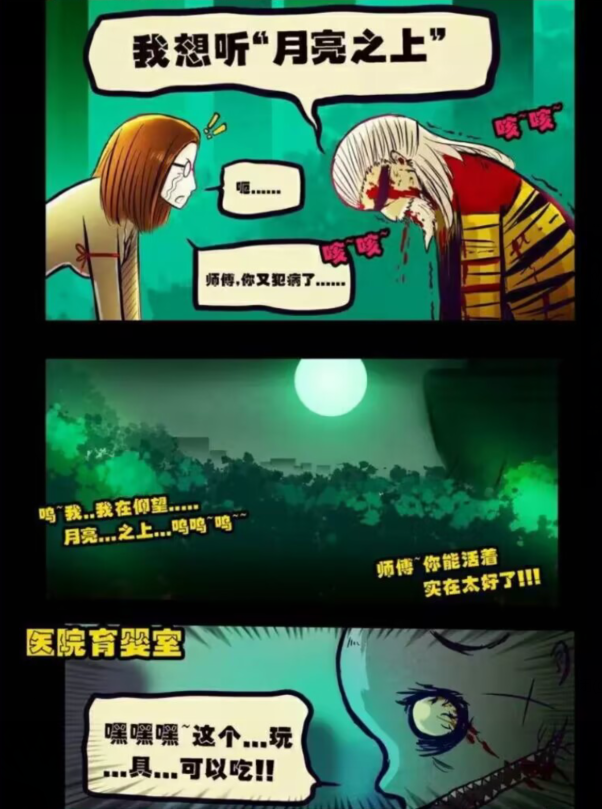 我想听“月亮之上”
咳~咳~
呃......
咳~咳~
师傅,你又犯病了......
呜~我..我在仰望.....
月亮...之上...呜呜~呜~~
师傅~你能活着
实在太好了!!!
医院育婴室
嘿嘿嘿~这个...玩
...具...可以吃!!